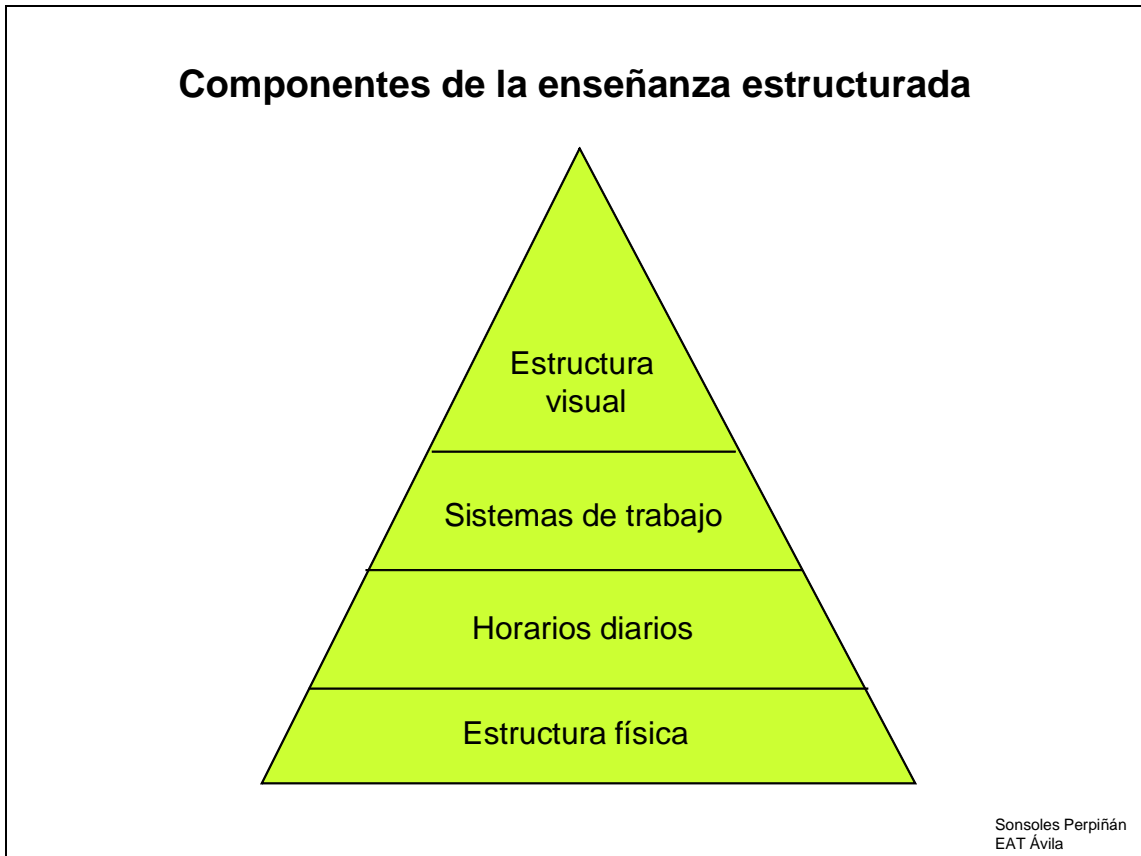 Componentes de la enseñanza estructurada
Estructura
visual
Sistemas de trabajo
Horarios diarios
Estructura física
Sonsoles Perpiñán
EAT Ávila